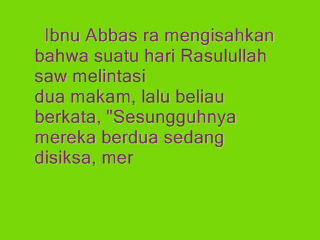 Ibnu Abbas ra mengisahkan
bahwa suatu hari Rasulullah
saw melintasi
dua makam, lalu beliau
berkata, "Sesungguhnya
mereka berdua sedang
disiksa, mer